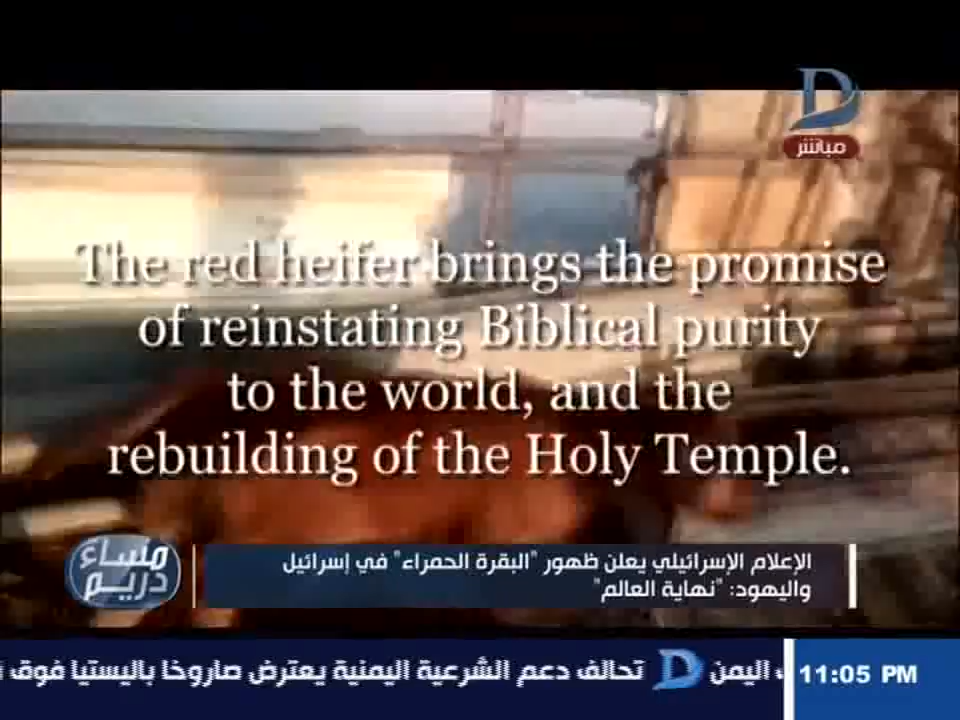 مباشر
The red heifer brings the promise
of reinstating Biblical purity
to the world, and the
rebuilding of the Holy Temple.
مساء
دريم
الإعلام الإسرائيلي يعلن ظهور "البقرة الحمراء" في إسرائيل
واليهود: "نهاية العالم"
اليمن D تحالف دعم الشرعية اليمنية يعترض صاروخا باليستيا فوق
11:05 PM